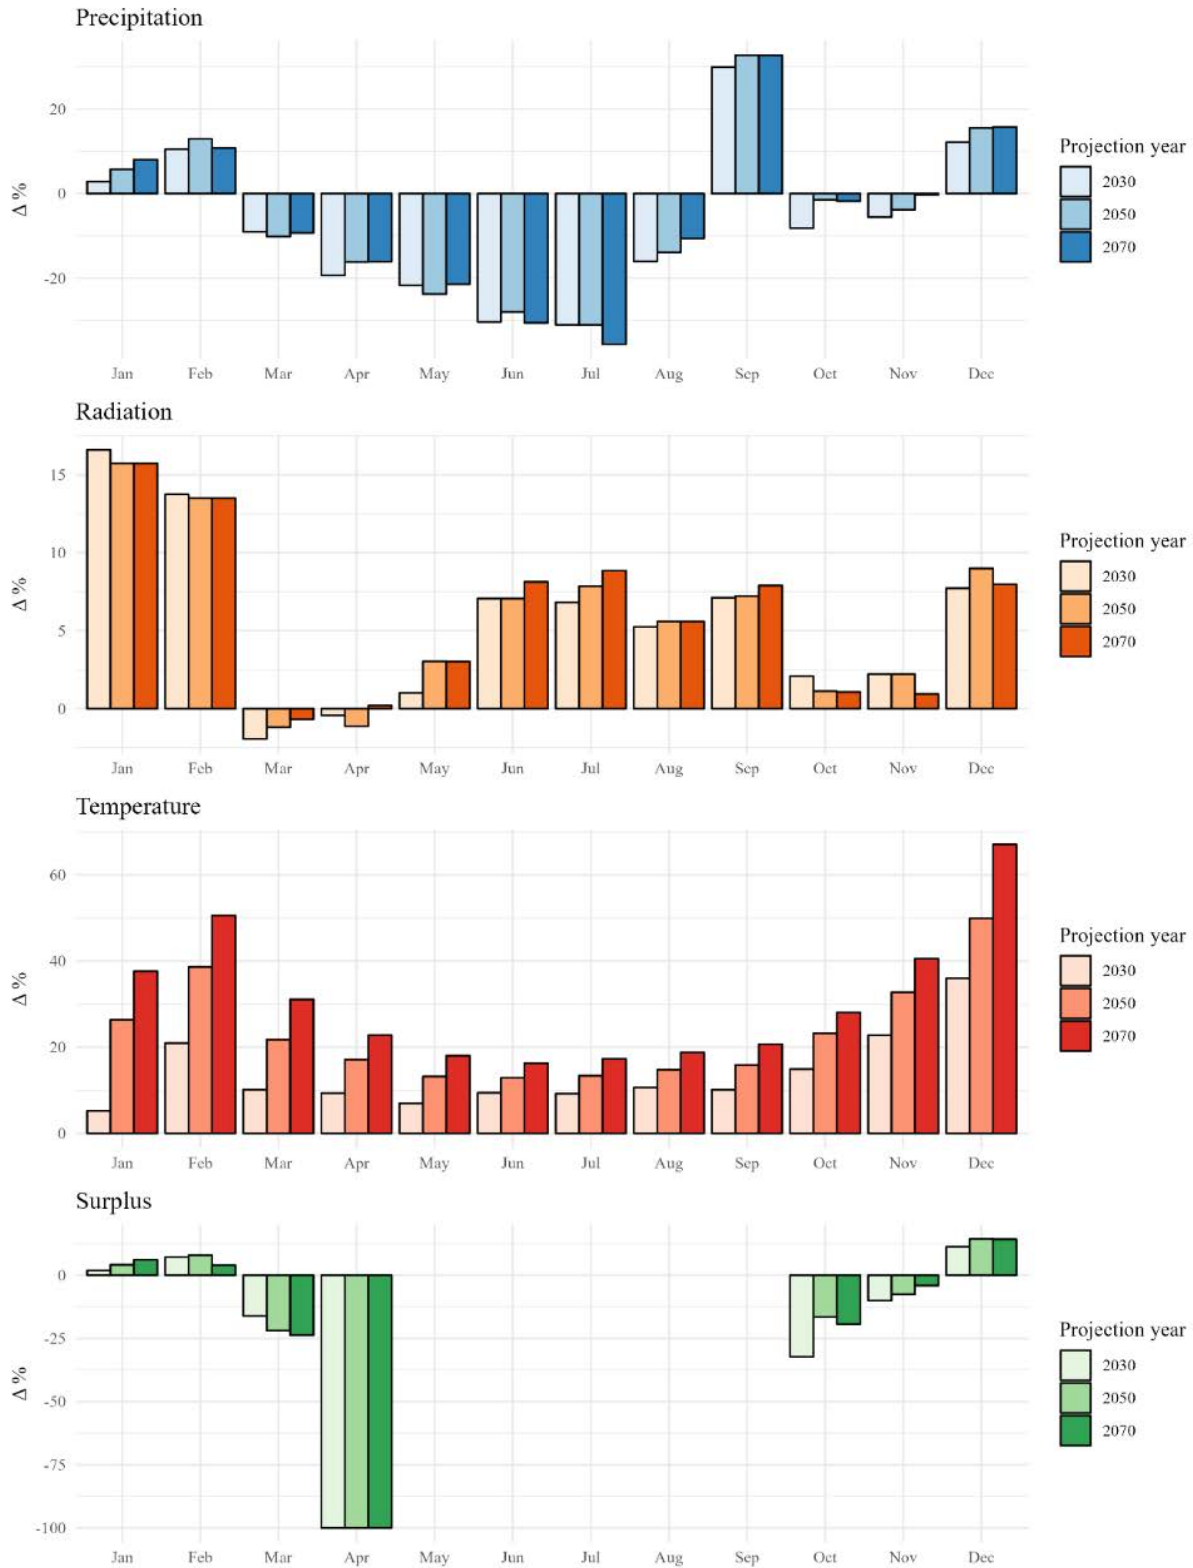 Precipitation
20
0
-20
Δ %
Jan Feb Mar Apr May Jun Jul Aug Sep Oct Nov Dec
Projection year
2030
2050
2070
Radiation
15
10
5
0
Δ %
Jan Feb Mar Apr May Jun Jul Aug Sep Oct Nov Dec
Projection year
2030
2050
2070
Temperature
60
40
20
0
Δ %
Jan Feb Mar Apr May Jun Jul Aug Sep Oct Nov Dec
Projection year
2030
2050
2070
Surplus
0
-25
-50
-75
-100
Δ %
Jan Feb Mar Apr May Jun Jul Aug Sep Oct Nov Dec
Projection year
2030
2050
2070